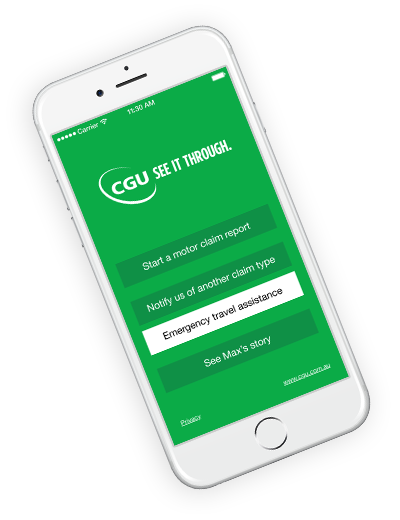 Carrier
11:30 AM
CGU SEE IT THROUGH.
Start a motor claim report
Notify us of another claim type
Emergency travel assistance
See Max's story
Privacy
www.cgu.com.au